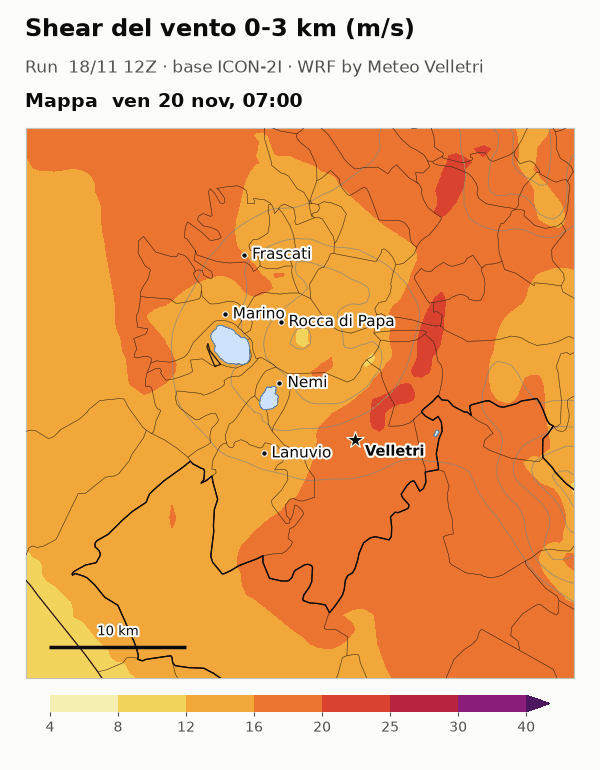 Shear del vento 0-3 km (m/s)
Run 18/11 12Z · base ICON-2I · WRF by Meteo Velletri
Mappa ven 20 nov, 07:00
Frascati
Marino
Rocca di Papa
Nemi
Velletri
Lanuvio
10 km
4 8 12 16 20 25 30 40